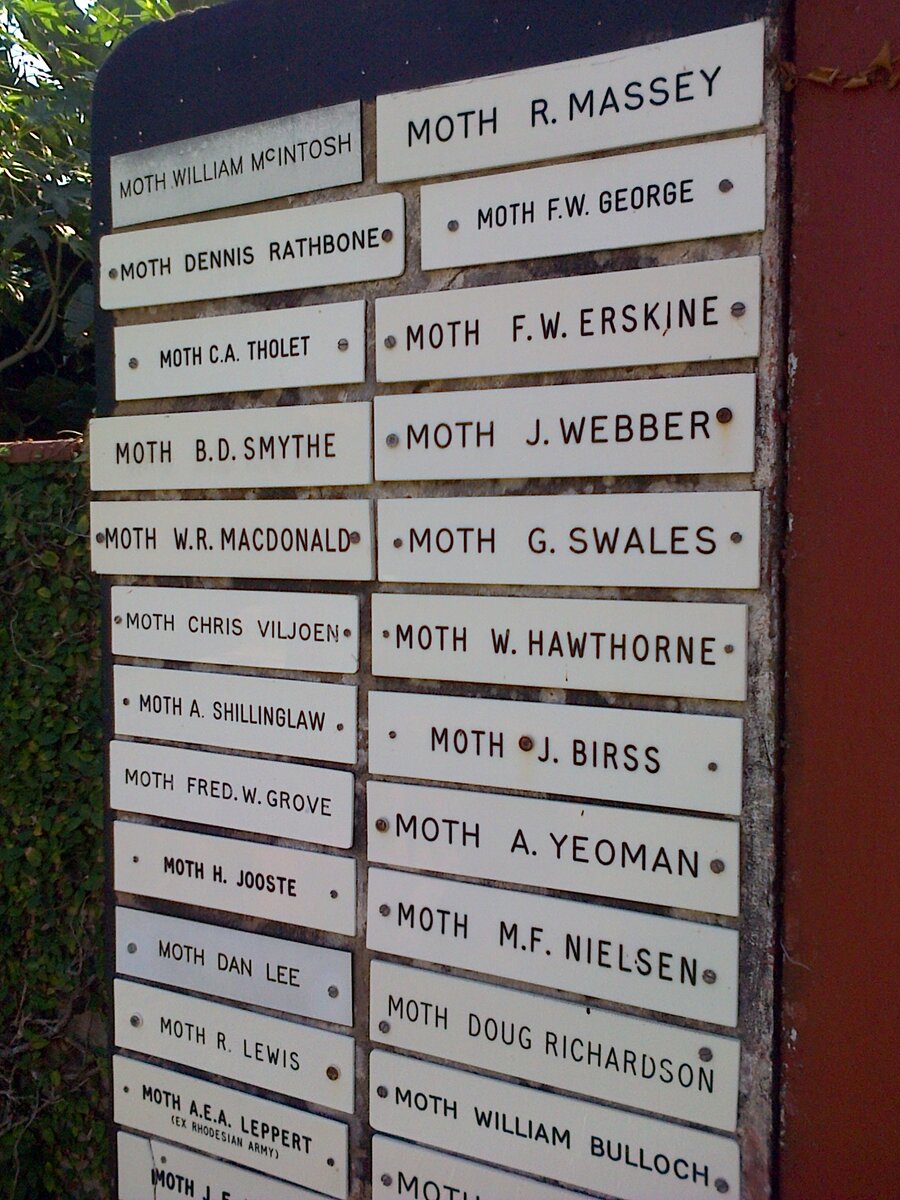 MOTH WILLIAM McINTOSH
MOTH DENNIS RATHBONE
MOTH C.A. THOLET
MOTH B.D. SMYTHE
MOTH W.R. MACDONALD
MOTH CHRIS VILJOEN
MOTH A. SHILLINGLAW
MOTH FRED. W. GROVE
MOTH H. JOOSTE
MOTH DAN LEE
MOTH R. LEWIS
MOTH A.E.A. LEPPERT
(EX RHODESIAN ARMY)
MOTH J.
MOTH R. MASSEY
MOTH F.W. GEORGE
MOTH F.W. ERSKINE
MOTH J. WEBBER
MOTH G. SWALES
MOTH W. HAWTHORNE
MOTH J. BIRSS
MOTH A. YEOMAN
MOTH M.F. NIELSEN
MOTH DOUG RICHARDSON
MOTH WILLIAM BULLOCH
MOTH